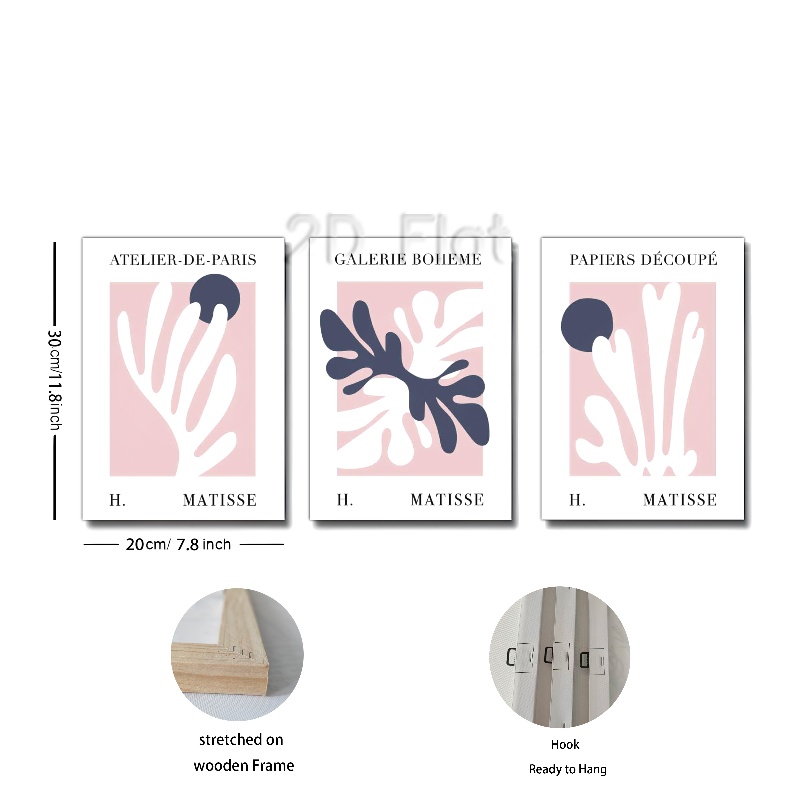 2D Flat
ATELIER-DE-PARIS
GALERIE BOHEME
PAPIERS DÉCOUPÉ
30cm/11.8inch
H. MATISSE
H. MATISSE
H. MATISSE
20cm/ 7.8 inch
stretched on
wooden Frame
Hook
Ready to Hang